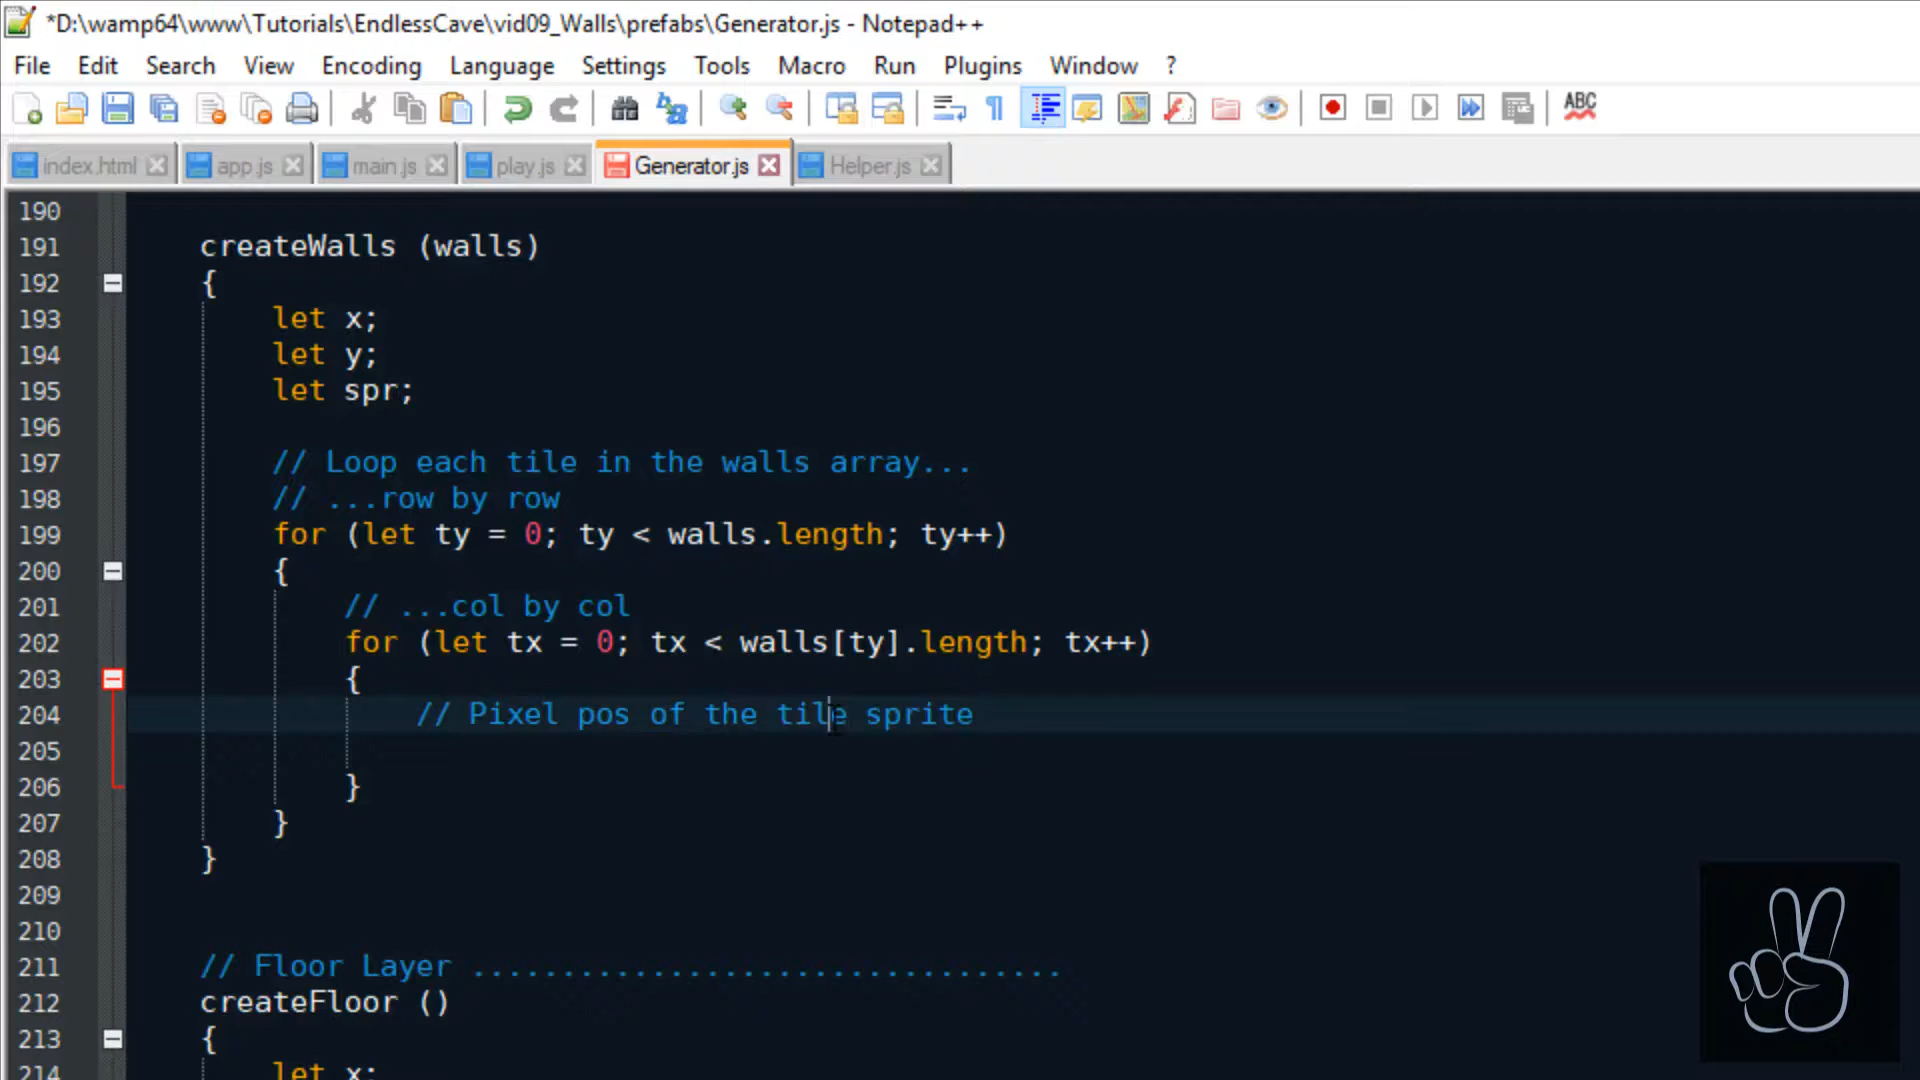 *D:\wamp64\www\Tutorials\EndlessCave\vid09_Walls\prefabs\Generator.js - Notepad++
File Edit Search View Encoding Language Settings Tools Macro Run Plugins Window ?
ABC
index.html app.js main.js play.js Generator.js Helper.js
190
191 createWalls (walls)
192 {
193 let x;
194 let y;
195 let spr;
196
197 // Loop each tile in the walls array...
198 // ...row by row
199 for (let ty = 0; ty < walls.length; ty++)
200 {
201 // ...col by col
202 for (let tx = 0; tx < walls[ty].length; tx++)
203 {
204 // Pixel pos of the tile sprite
205
206 }
207 }
208 }
209
210
211 // Floor Layer .................................
212 createFloor ()
213 {
214 let x;